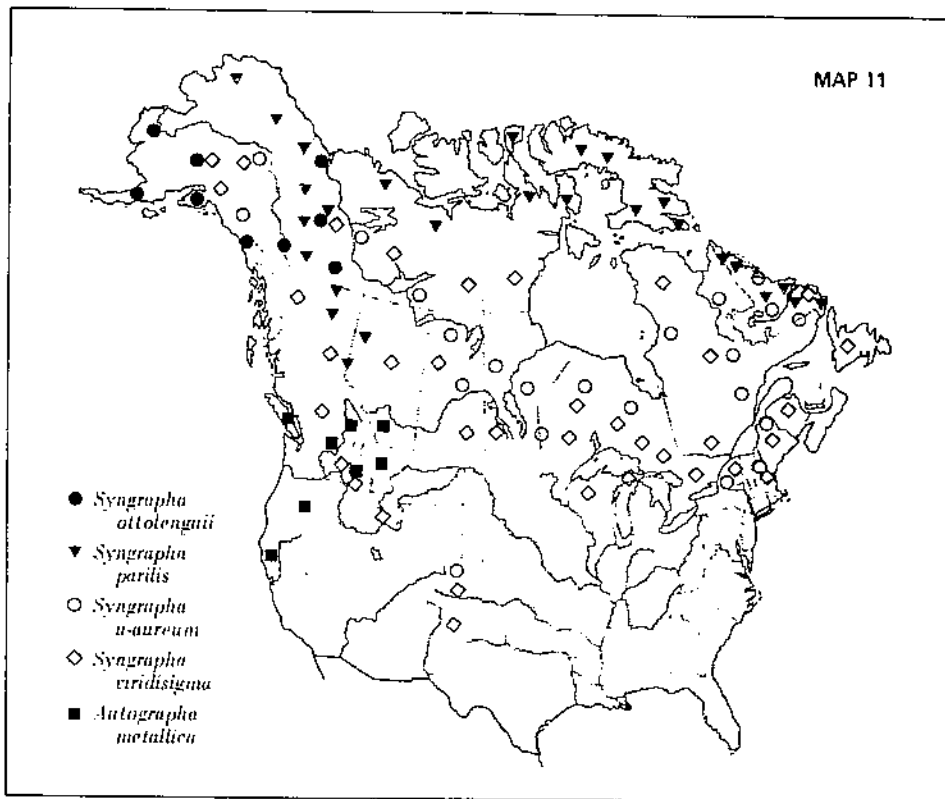 MAP 11
Syngrapha
ottolenguii
Syngrapha
parilis
Syngrapha
u-aureum
Syngrapha
viridisigma
Autographa
metallica